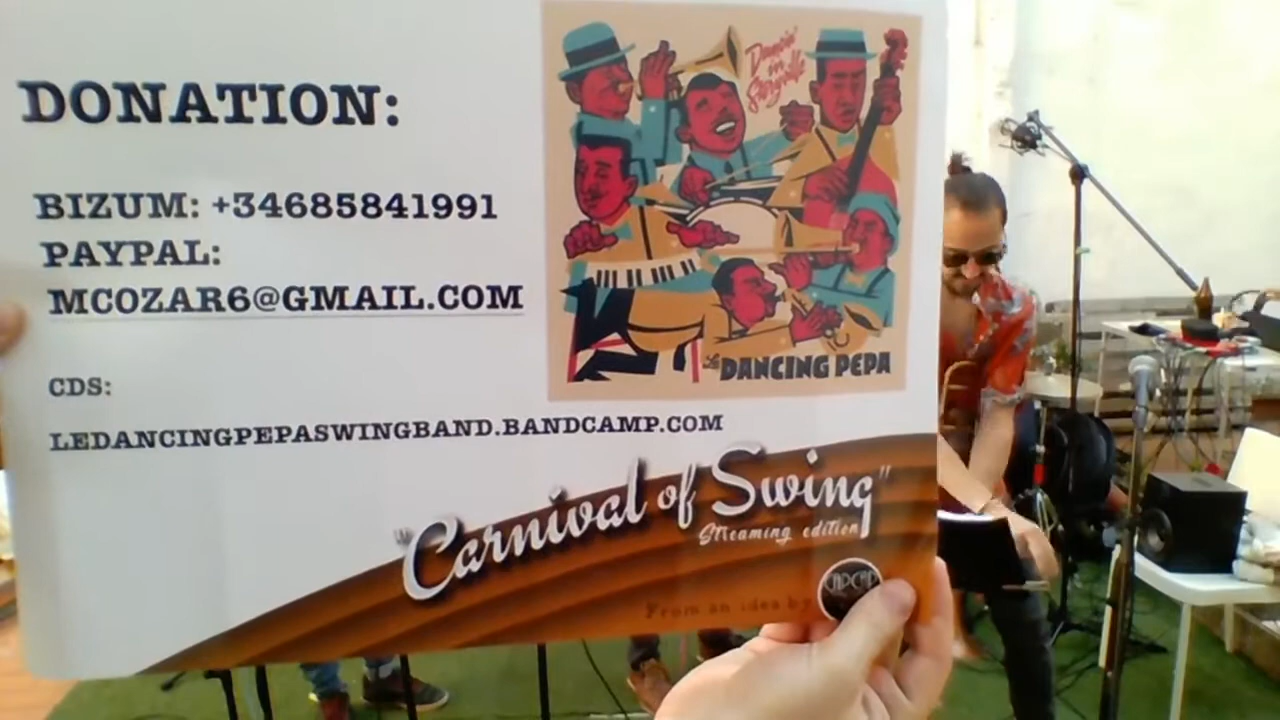 DONATION:
BIZUM: +34685841991
PAYPAL:
MCOZAR6@GMAIL.COM
CDS:
LEDANCINGPEPASWINGBAND.BANDCAMP.COM
Dancin'
in
Storyville
Le DANCING PEPA
"Carnival of Swing"
Streaming edition
From an idea by